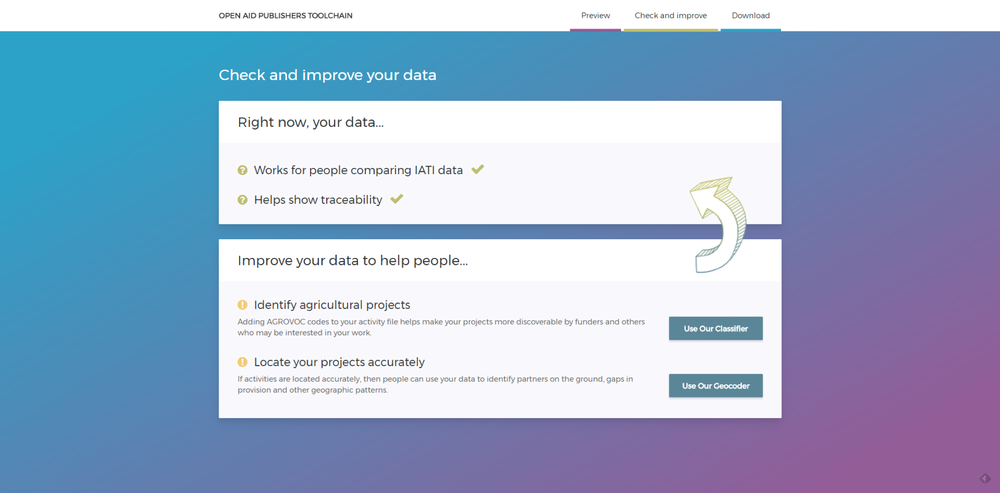 OPEN AID PUBLISHERS TOOLCHAIN
Preview
Check and improve
Download
Check and improve your data
Right now, your data...
Works for people comparing IATI data
Helps show traceability
Improve your data to help people...
Identify agricultural projects
Adding AGROVOC codes to your activity file helps make your projects more discoverable by funders and others
who may be interested in your work.
Use Our Classifier
Locate your projects accurately
If activities are located accurately, then people can use your data to identify partners on the ground, gaps in
provision and other geographic patterns.
Use Our Geocoder